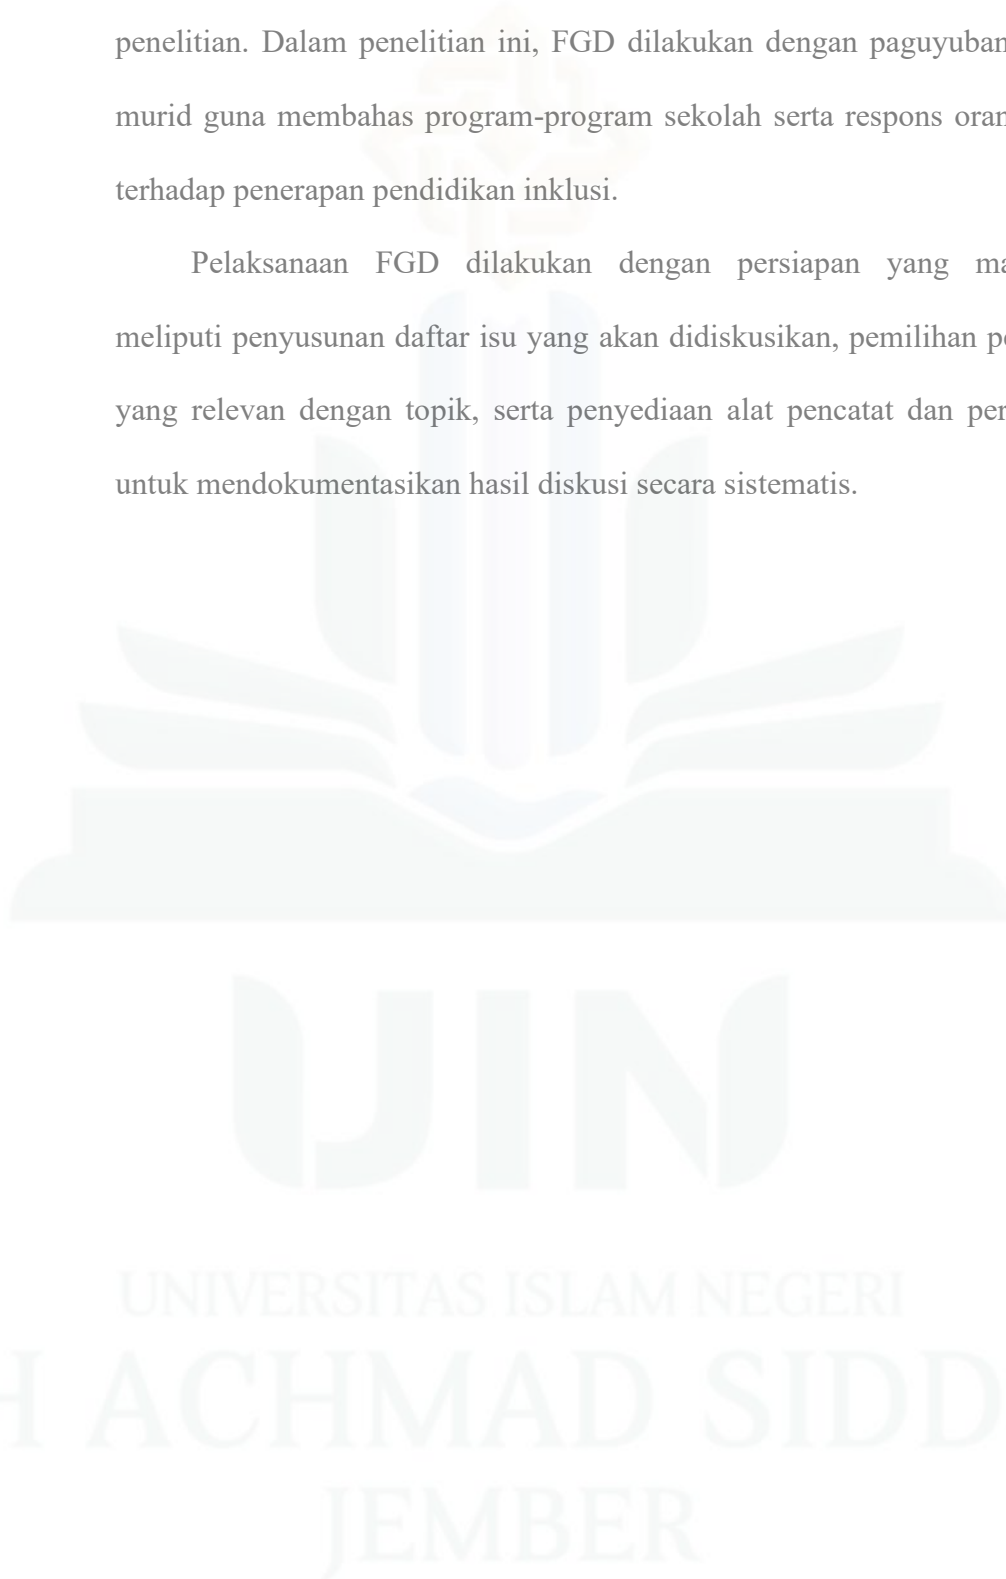 penelitian. Dalam penelitian ini, FGD dilakukan dengan paguyuban
murid guna membahas program-program sekolah serta respons oran
terhadap penerapan pendidikan inklusi.
Pelaksanaan FGD dilakukan dengan persiapan yang ma
meliputi penyusunan daftar isu yang akan didiskusikan, pemilihan pe
yang relevan dengan topik, serta penyediaan alat pencatat dan per
untuk mendokumentasikan hasil diskusi secara sistematis.
UIN
UNIVERSITAS ISLAM NEGERI
H ACHMAD SIDD
JEMBER